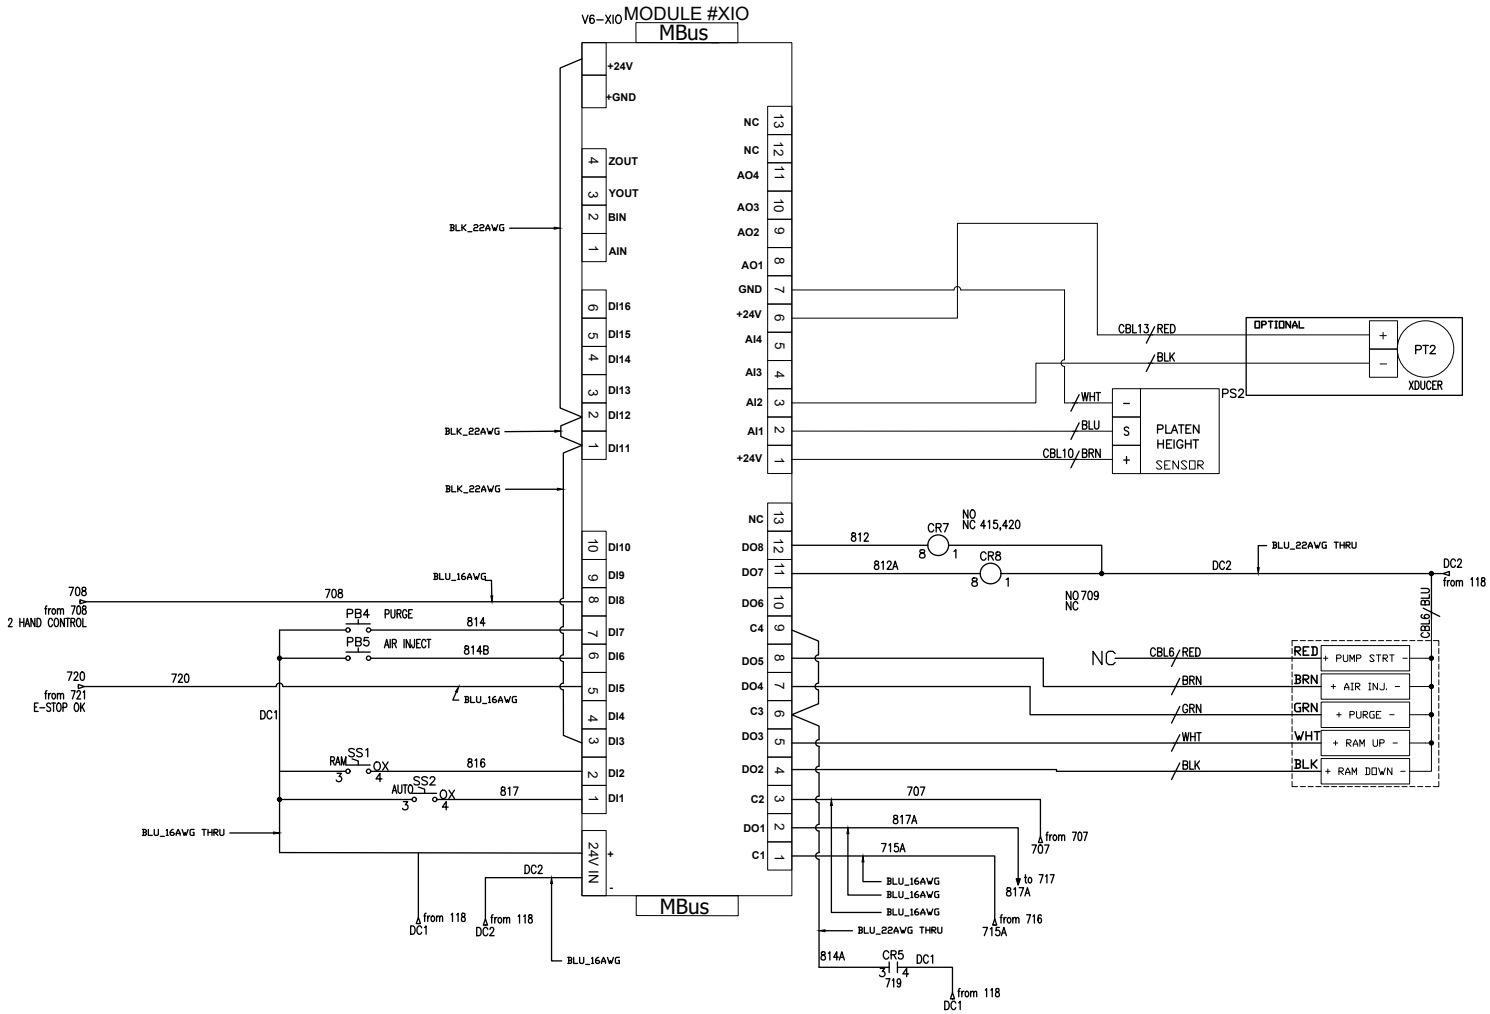 V6-XIO MODULE #XIO
MBus
+24V
+GND
4 ZOUT
3 YOUT
2 BIN
1 AIN
BLK_22AWG
6 DI16
5 DI15
4 DI14
3 DI13
2 DI12
1 DI11
BLK_22AWG
BLK_22AWG
10 DI10
9 DI9
8 DI8
7 DI7
6 DI6
5 DI5
4 DI4
3 DI3
2 DI2
1 DI1
24V IN
+
-
NC 13
NC 12
AO4 11
AO3 10
AO2 9
AO1 8
GND 7
+24V 6
AI4 5
AI3 4
AI2 3
AI1 2
+24V 1
NC 13
DO8 12
DO7 11
DO6 10
C4 9
DO5 8
DO4 7
C3 6
DO3 5
DO2 4
C2 3
DO1 2
C1 1
MBus
708
from 708
2 HAND CONTROL
708
BLU_16AWG
PB4 PURGE
814
PB5 AIR INJECT
814B
720
from 721
E-STOP OK
720
BLU_16AWG
DC1
RAM SS1 OX
3 4
816
AUTO SS2 OX
3 4
817
BLU_16AWG THRU
DC2
from 118
DC1
from 118
DC2
BLU_16AWG
CBL13/RED
BLK
OPTIONAL
+
-
PT2
XDUCER
WHT
BLU
CBL10/BRN
PS2
-
S
+
PLATEN
HEIGHT
SENSOR
812
CR7
8 1
NO
NC 415,420
812A
CR8
8 1
NO 709
NC
BLU_22AWG THRU
DC2
DC2
from 118
CBL6/BLU
NC
CBL6/RED
RED
+ PUMP STRT -
BRN
BRN
+ AIR INJ. -
GRN
GRN
+ PURGE -
WHT
WHT
+ RAM UP -
BLK
BLK
+ RAM DOWN -
707
from 707
707
817A
to 717
817A
715A
from 716
715A
BLU_16AWG
BLU_16AWG
BLU_16AWG
BLU_22AWG THRU
814A
CR5
3 4
719
DC1
from 118
DC1